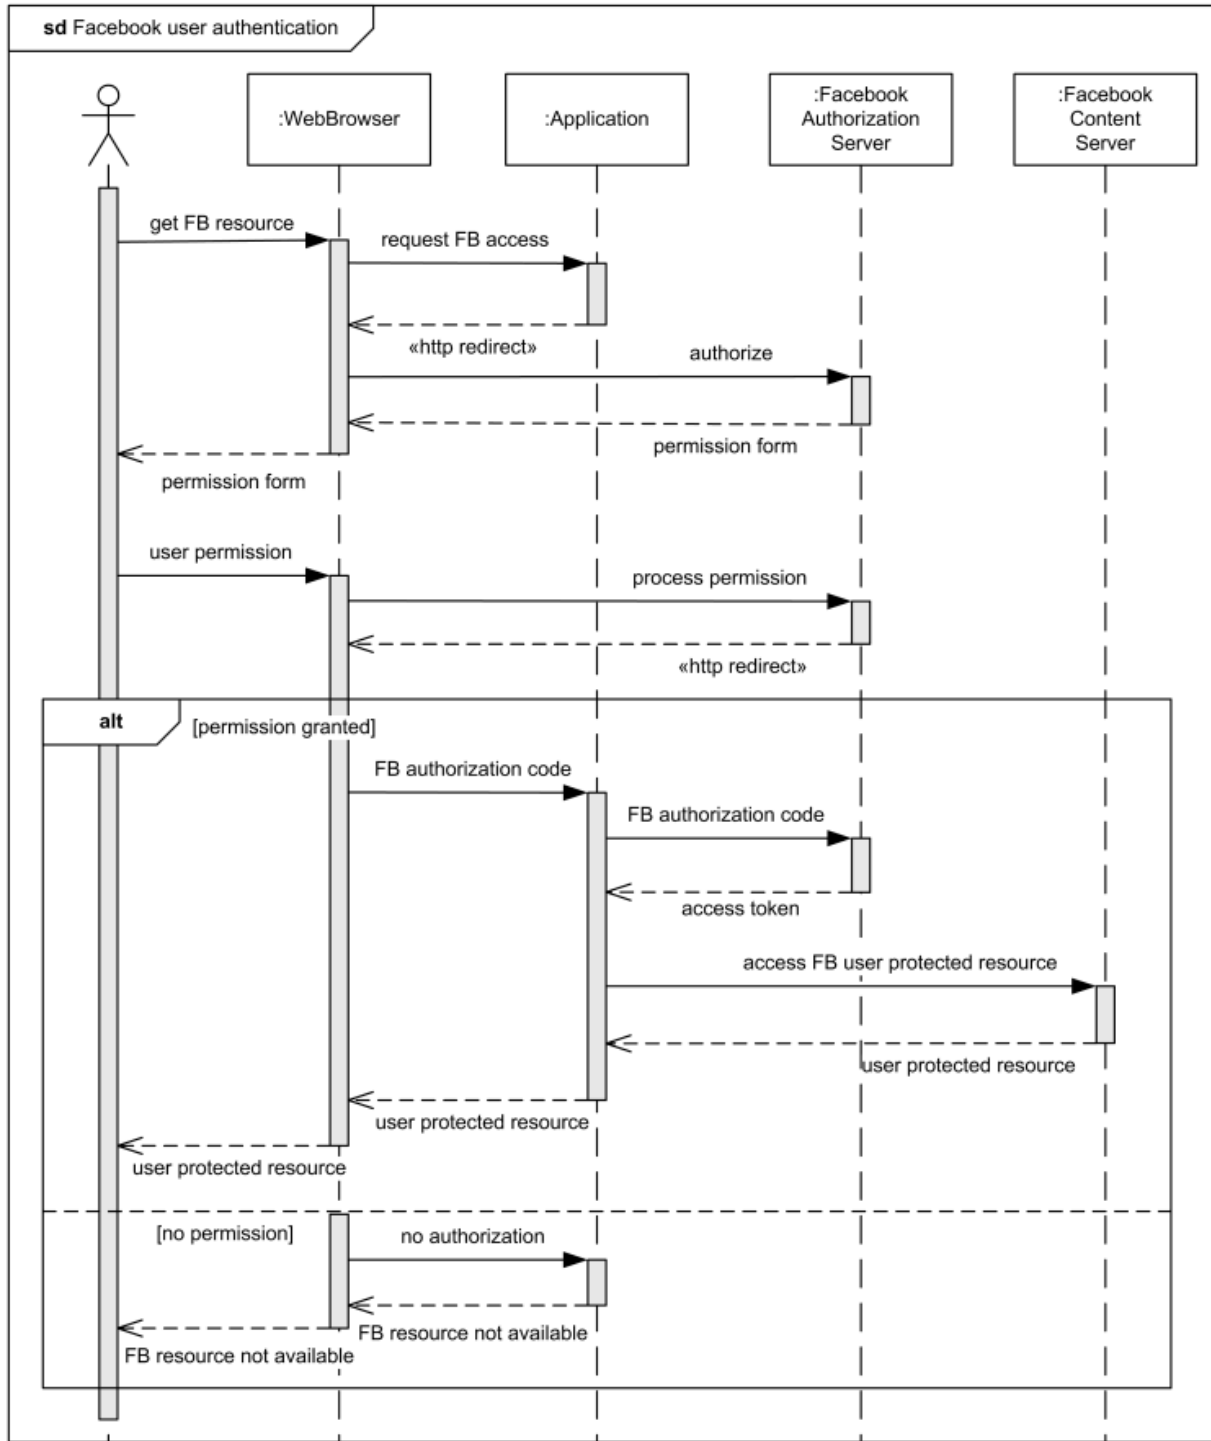 sd Facebook user authentication
:WebBrowser
:Application
:Facebook
Authorization
Server
:Facebook
Content
Server
get FB resource
request FB access
«http redirect»
authorize
permission form
permission form
user permission
process permission
«http redirect»
alt
[permission granted]
FB authorization code
FB authorization code
access token
access FB user protected resource
user protected resource
user protected resource
user protected resource
[no permission]
no authorization
FB resource not available
FB resource not available